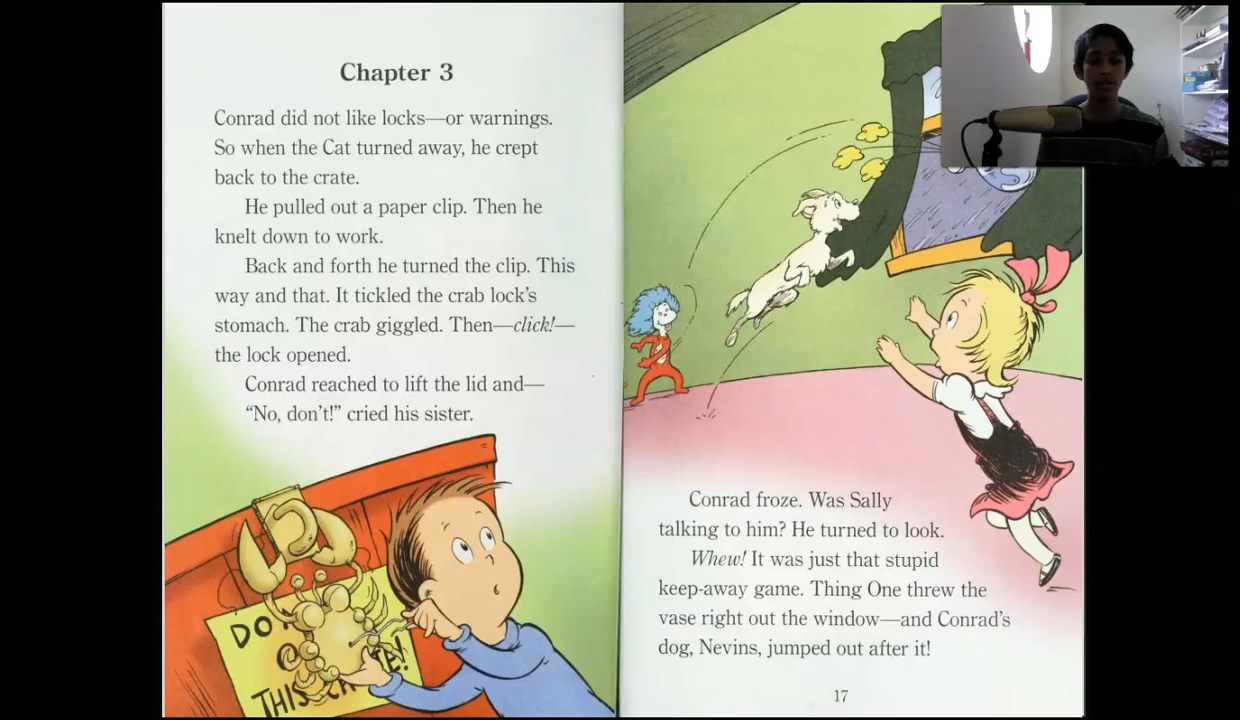 Chapter 3
Conrad did not like locks—or warnings.
So when the Cat turned away, he crept
back to the crate.
He pulled out a paper clip. Then he
knelt down to work.
Back and forth he turned the clip. This
way and that. It tickled the crab lock's
stomach. The crab giggled. Then—click!—
the lock opened.
Conrad reached to lift the lid and—
"No, don't!" cried his sister.
DO
THIS
Conrad froze. Was Sally
talking to him? He turned to look.
Whew! It was just that stupid
keep-away game. Thing One threw the
vase right out the window—and Conrad's
dog, Nevins, jumped out after it!
17